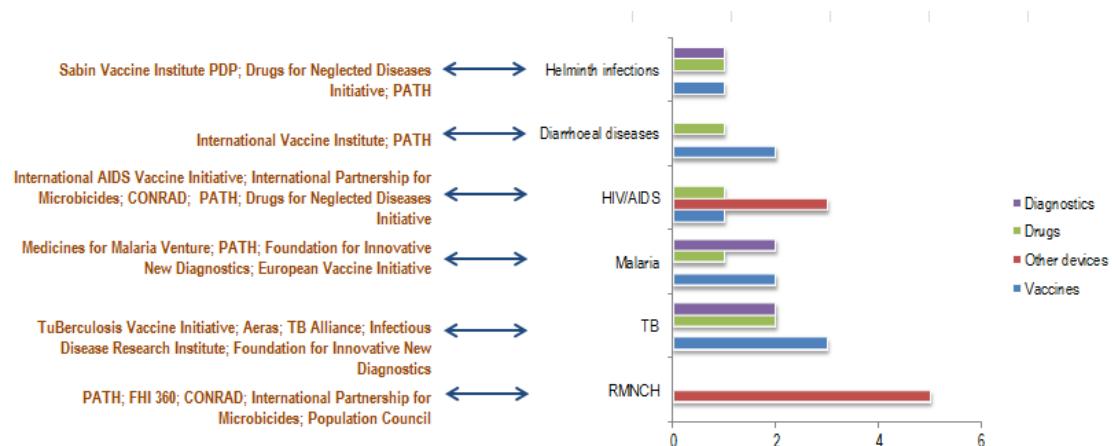 Sabin Vaccine Institute PDP; Drugs for Neglected Diseases
Initiative; PATH
Helminth infections
International Vaccine Institute; PATH
Diarrhoeal diseases
International AIDS Vaccine Initiative; International Partnership for
Microbicides; CONRAD; PATH; Drugs for Neglected Diseases
Initiative
HIV/AIDS
Medicines for Malaria Venture; PATH; Foundation for Innovative
New Diagnostics; European Vaccine Initiative
Malaria
TuBerculosis Vaccine Initiative; Aeras; TB Alliance; Infectious
Disease Research Institute; Foundation for Innovative New
Diagnostics
TB
PATH; FHI 360; CONRAD; International Partnership for
Microbicides; Population Council
RMNCH
0 2 4 6
Diagnostics
Drugs
Other devices
Vaccines